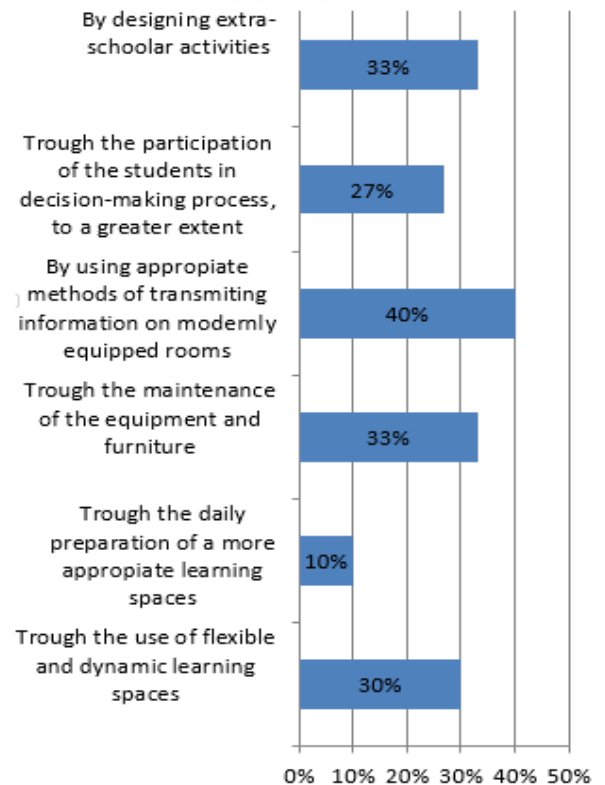 By designing extra-
schoolar activities
33%
Trough the participation
of the students in
decision-making process,
to a greater extent
27%
By using appropiate
methods of transmiting
information on modernly
equipped rooms
40%
Trough the maintenance
of the equipment and
furniture
33%
Trough the daily
preparation of a more
appropiate learning
spaces
10%
Trough the use of flexible
and dynamic learning
spaces
30%
0% 10% 20% 30% 40% 50%